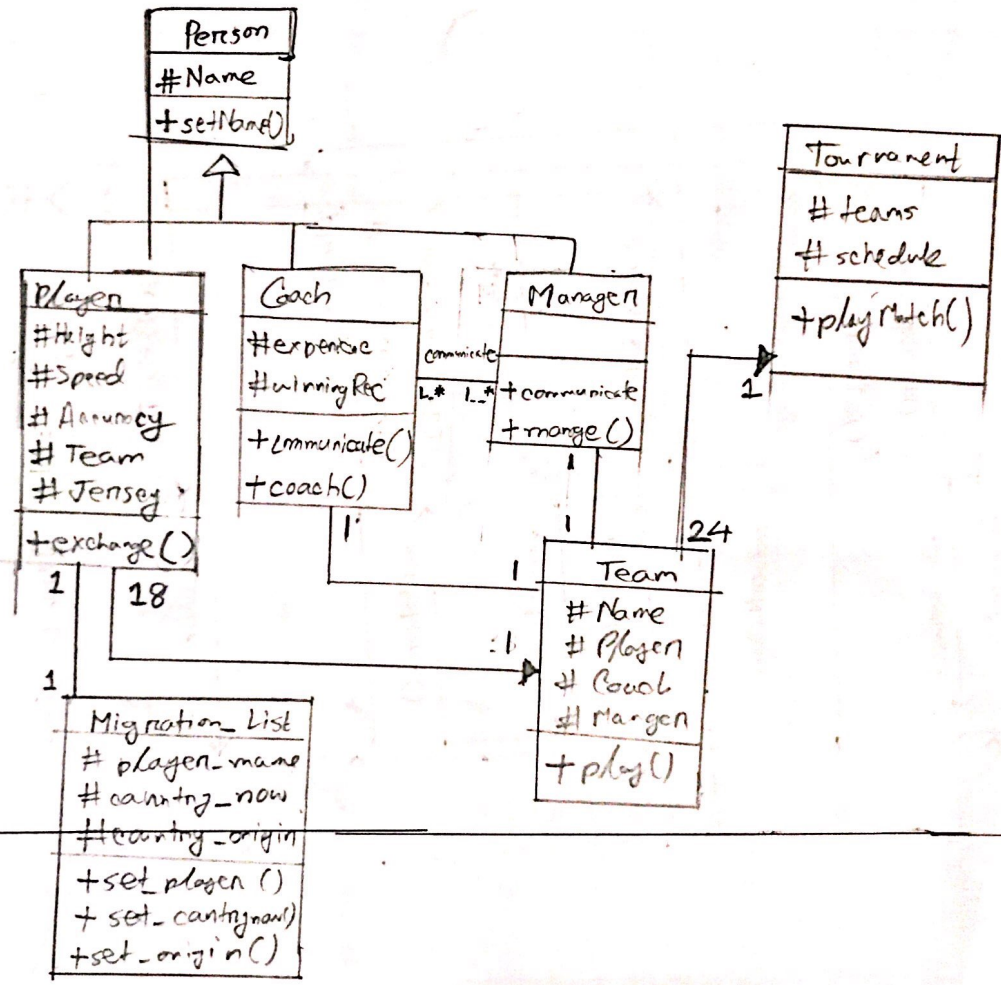 Person
#Name
+setName()
Tournament
# teams
# schedule
+playMatch()
Player
#Height
#Speed
# Accuracy
# Team
# Jersey
+exchange()
Coach
#experience
#winningRec
+communicate()
+coach()
communicate
1..* 1..*
Manager
+communicate
+mange()
1
18
1
1
1
1
24
1
1
1
Team
# Name
# Player
# Coach
# Manger
+play()
Migration_List
# player_name
# country_now
#country_origin
+set_player ()
+ set_cantrynow()
+set_origin()